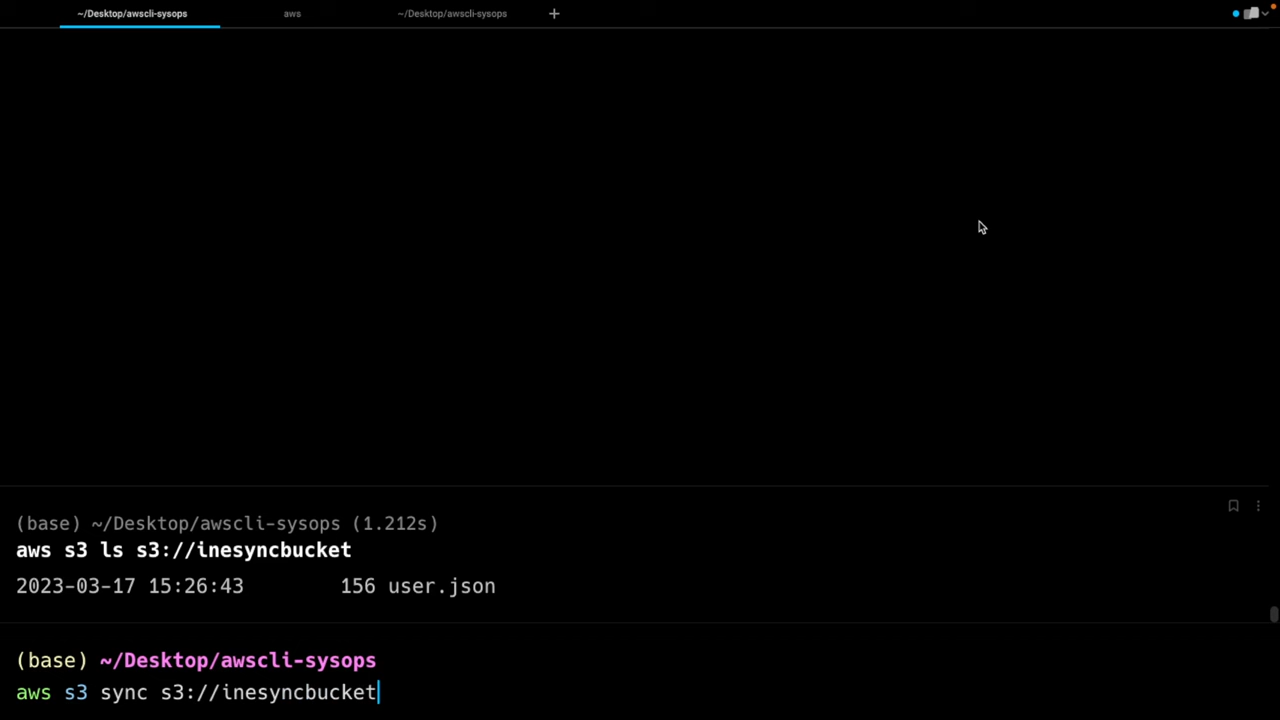 ~/Desktop/awscli-sysops aws ~/Desktop/awscli-sysops +
(base) ~/Desktop/awscli-sysops (1.212s)
aws s3 ls s3://inesyncbucket
2023-03-17 15:26:43 156 user.json
(base) ~/Desktop/awscli-sysops
aws s3 sync s3://inesyncbucket